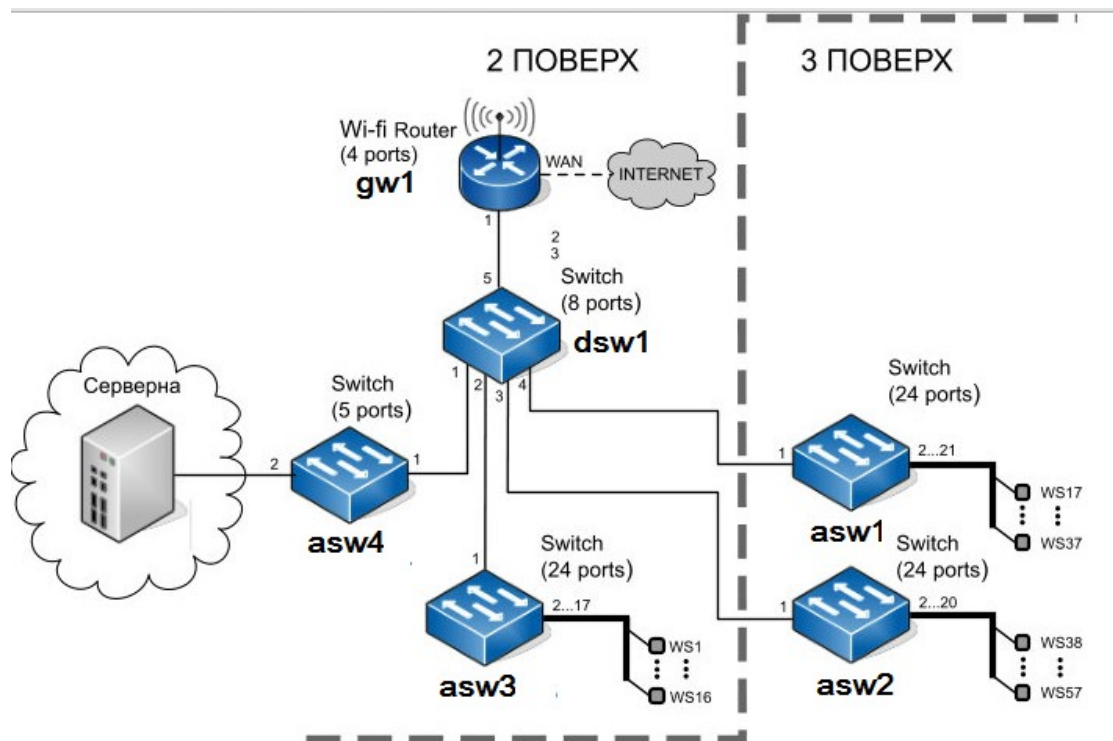 2 ПОВЕРХ
3 ПОВЕРХ
Wi-fi Router
(4 ports)
gw1
WAN
INTERNET
1
2
3
5
Switch
(8 ports)
dsw1
1
2
3
4
Серверна
Switch
(5 ports)
2
1
asw4
Switch
(24 ports)
1
2...21
WS17
WS37
asw1
1
Switch
(24 ports)
2...17
WS1
WS16
asw3
Switch
(24 ports)
1
2...20
WS38
WS57
asw2